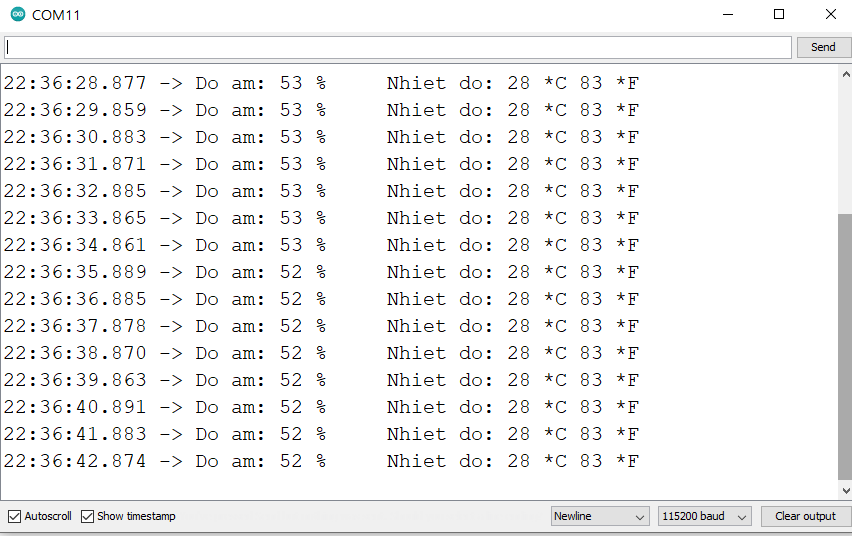 COM11
Send
22:36:28.877 -> Do am: 53 %     Nhiet do: 28 *C 83 *F
22:36:29.859 -> Do am: 53 %     Nhiet do: 28 *C 83 *F
22:36:30.883 -> Do am: 53 %     Nhiet do: 28 *C 83 *F
22:36:31.871 -> Do am: 53 %     Nhiet do: 28 *C 83 *F
22:36:32.885 -> Do am: 53 %     Nhiet do: 28 *C 83 *F
22:36:33.865 -> Do am: 53 %     Nhiet do: 28 *C 83 *F
22:36:34.861 -> Do am: 53 %     Nhiet do: 28 *C 83 *F
22:36:35.889 -> Do am: 52 %     Nhiet do: 28 *C 83 *F
22:36:36.885 -> Do am: 52 %     Nhiet do: 28 *C 83 *F
22:36:37.878 -> Do am: 52 %     Nhiet do: 28 *C 83 *F
22:36:38.870 -> Do am: 52 %     Nhiet do: 28 *C 83 *F
22:36:39.863 -> Do am: 52 %     Nhiet do: 28 *C 83 *F
22:36:40.891 -> Do am: 52 %     Nhiet do: 28 *C 83 *F
22:36:41.883 -> Do am: 52 %     Nhiet do: 28 *C 83 *F
22:36:42.874 -> Do am: 52 %     Nhiet do: 28 *C 83 *F
Autoscroll Show timestamp Newline 115200 baud Clear output